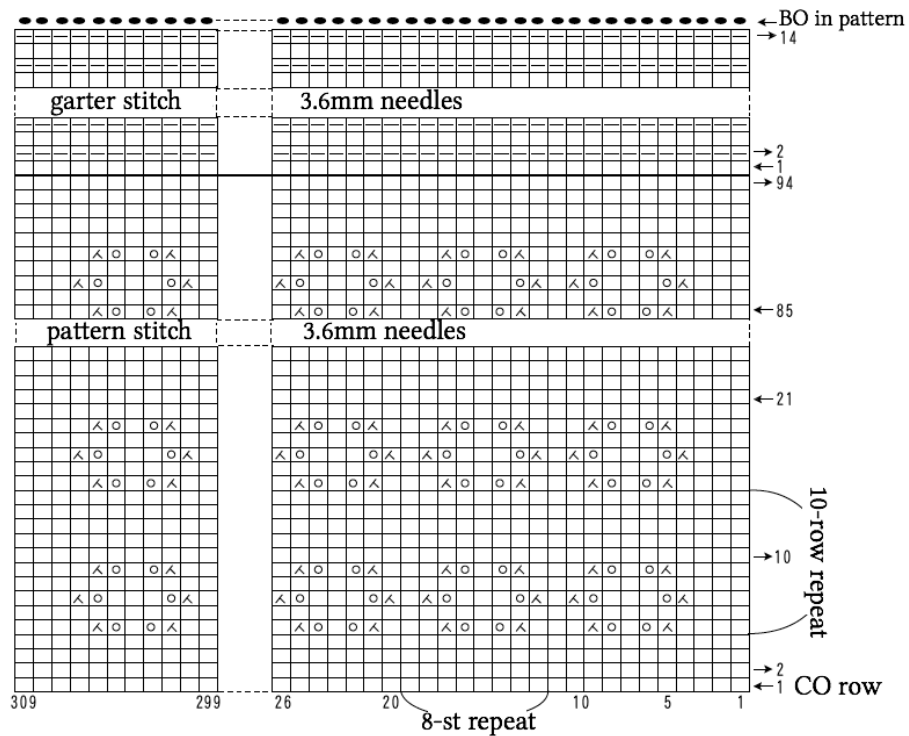 ←BO in pattern
→14
garter stitch 3.6mm needles
→2
←1
→94
←85
pattern stitch 3.6mm needles
←21
10-row repeat
→10
→2
←1 CO row
309 299 26 20 10 5 1
8-st repeat